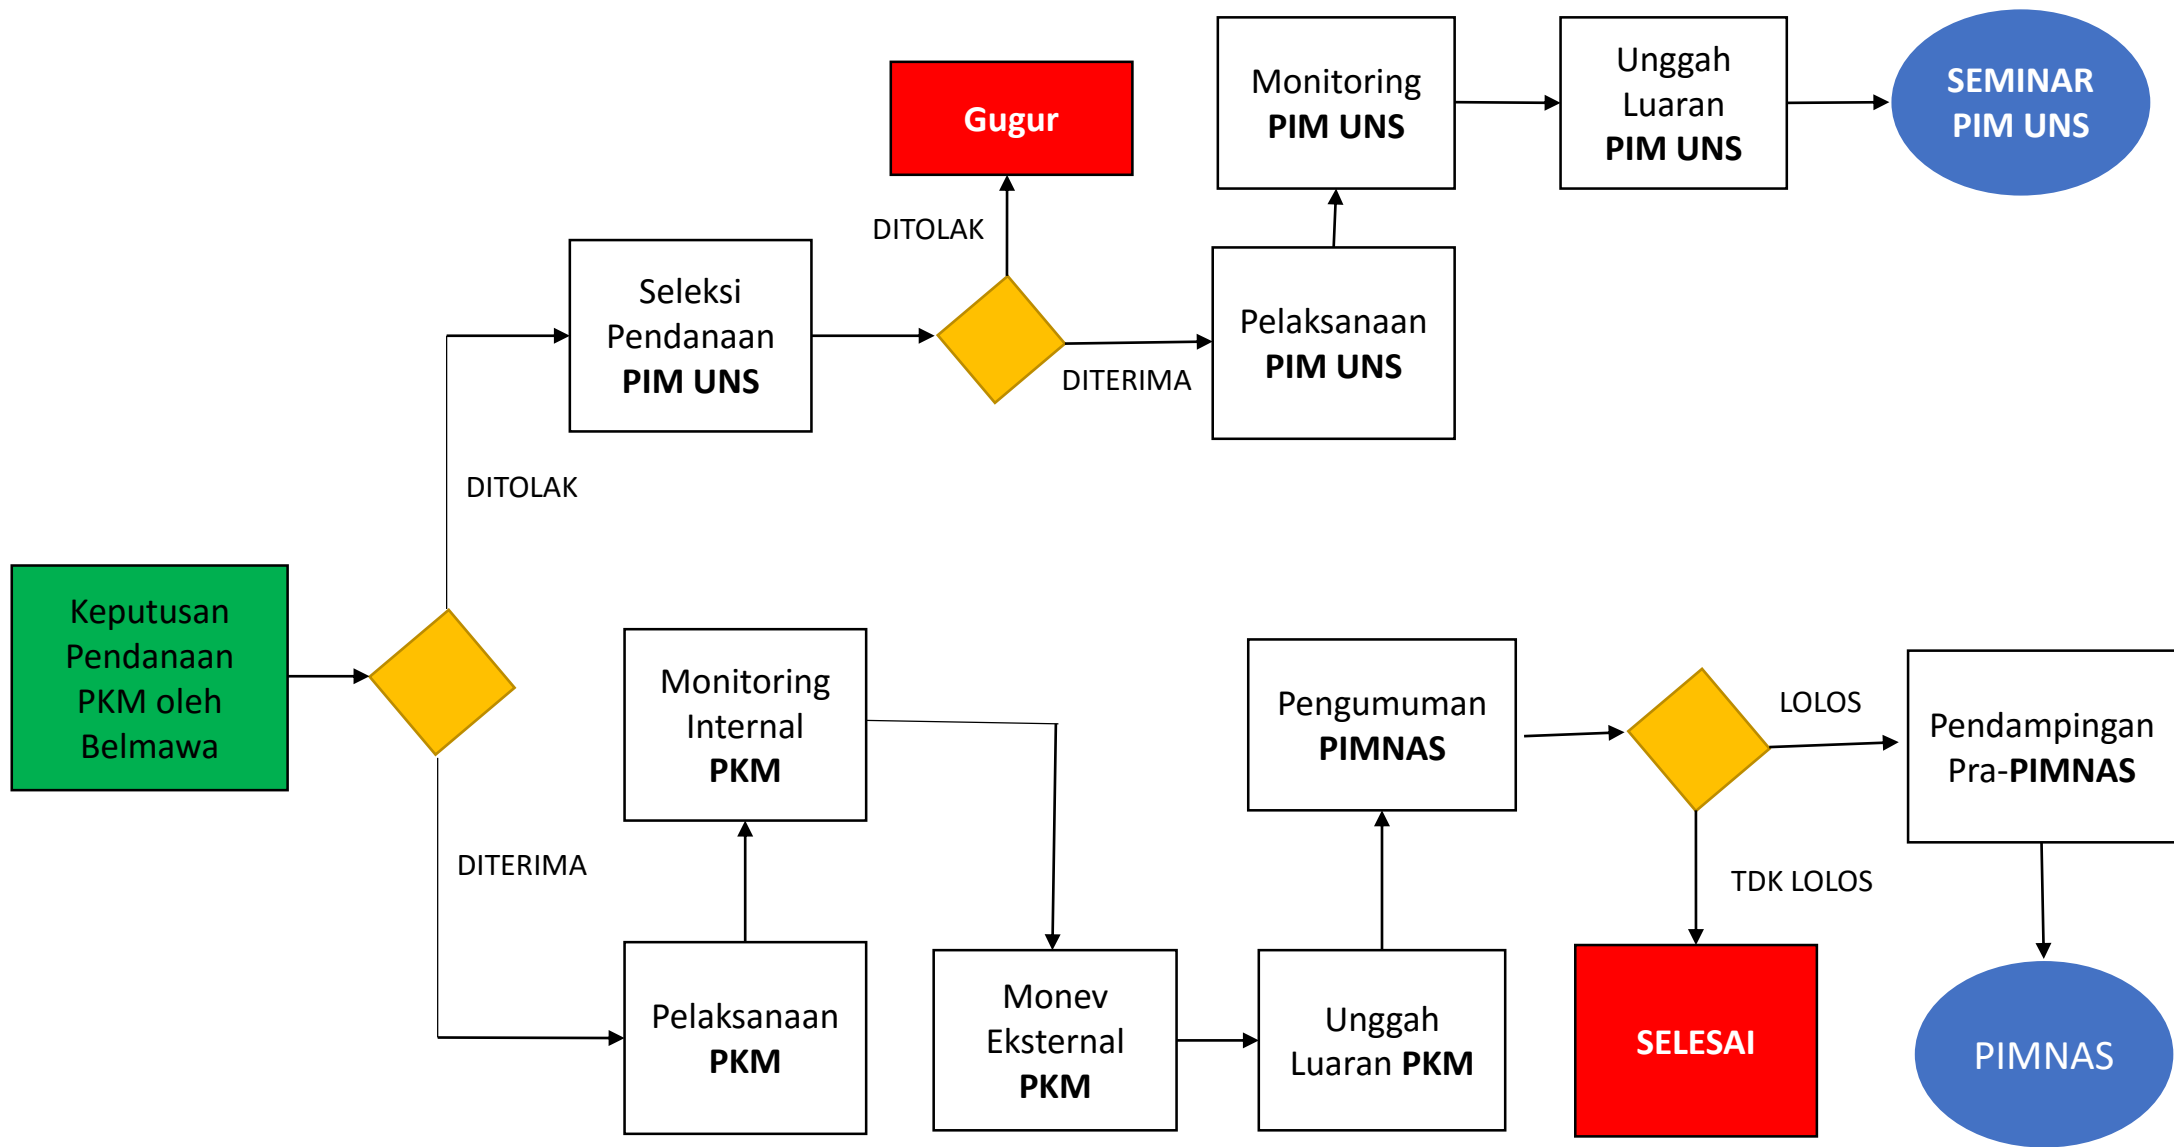 Gugur
Monitoring
PIM UNS
Unggah
Luaran
PIM UNS
SEMINAR
PIM UNS
DITOLAK
Seleksi
Pendanaan
PIM UNS
DITERIMA
Pelaksanaan
PIM UNS
DITOLAK
Keputusan
Pendanaan
PKM oleh
Belmawa
DITERIMA
Monitoring
Internal
PKM
Pelaksanaan
PKM
Monev
Eksternal
PKM
Unggah
Luaran PKM
Pengumuman
PIMNAS
LOLOS
TDK LOLOS
Pendampingan
Pra-PIMNAS
SELESAI
PIMNAS